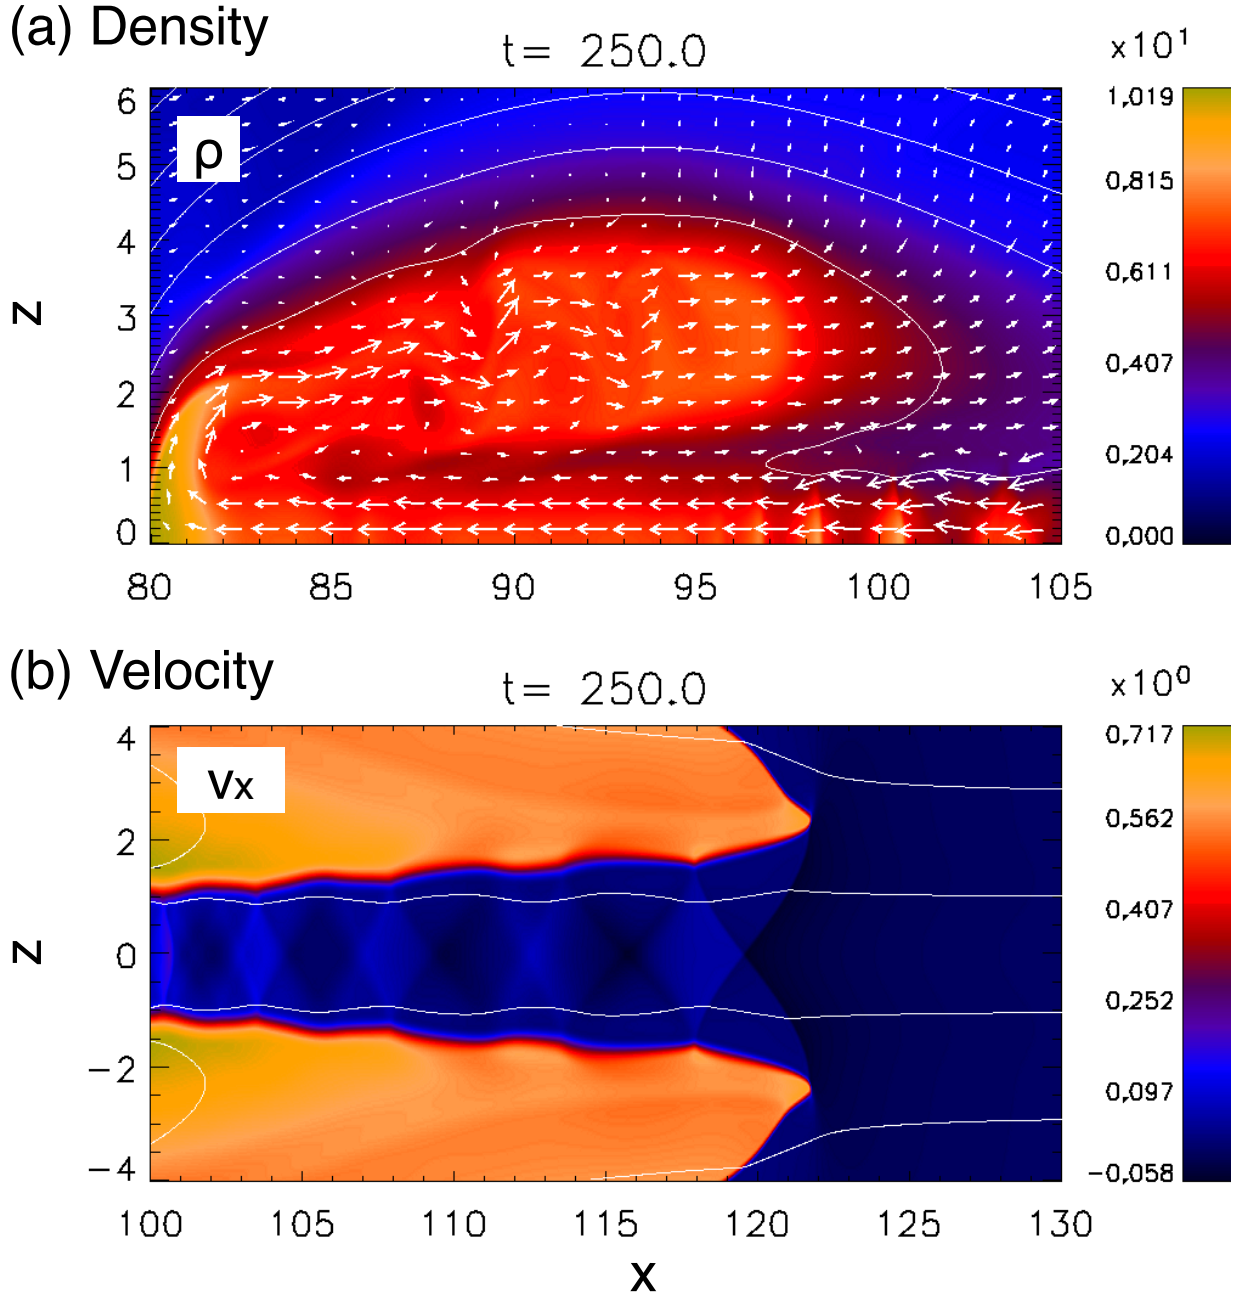 (a) Density
t= 250.0
x10¹
ρ
z
6
5
4
3
2
1
0
80 85 90 95 100 105
1,019
0,815
0,611
0,407
0,204
0,000
(b) Velocity
t= 250.0
x10⁰
vx
z
4
2
0
−2
−4
100 105 110 115 120 125 130
x
0,717
0,562
0,407
0,252
0,097
-0,058